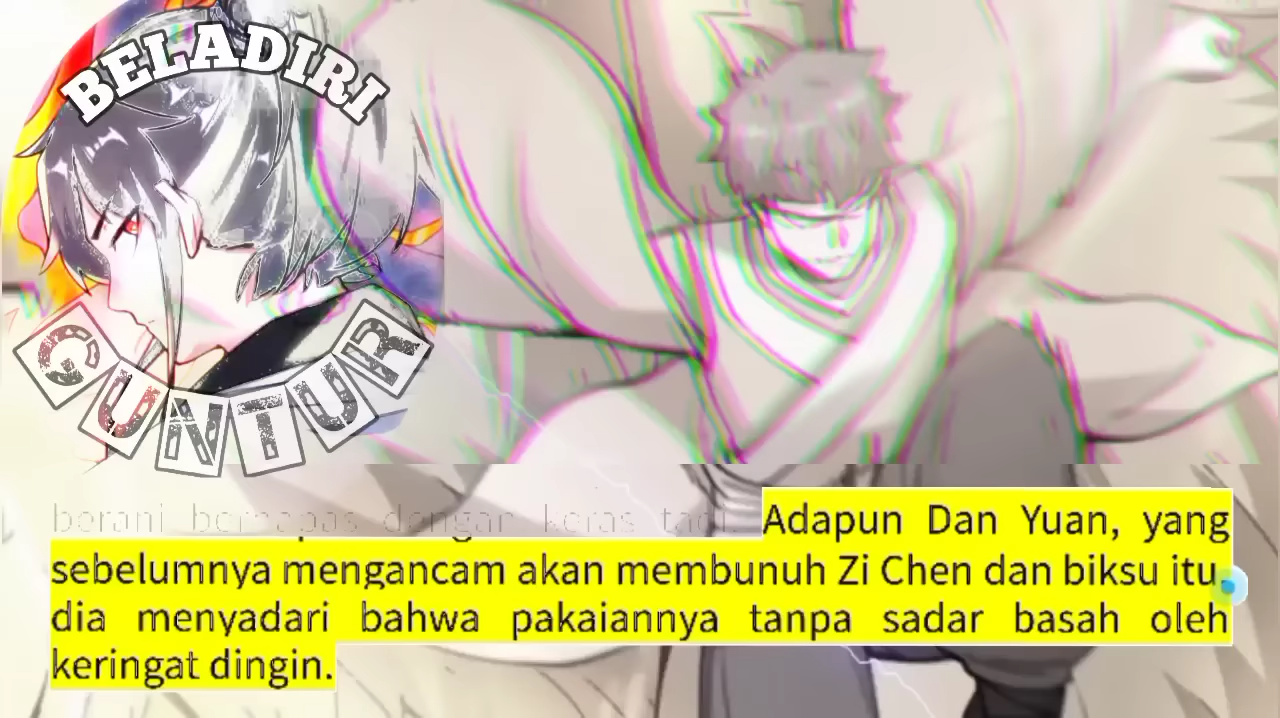 BELADIRI
GUNTUR
berani bernapas dengan keras tadi. Adapun Dan Yuan, yang
sebelumnya mengancam akan membunuh Zi Chen dan biksu itu,
dia menyadari bahwa pakaiannya tanpa sadar basah oleh
keringat dingin.